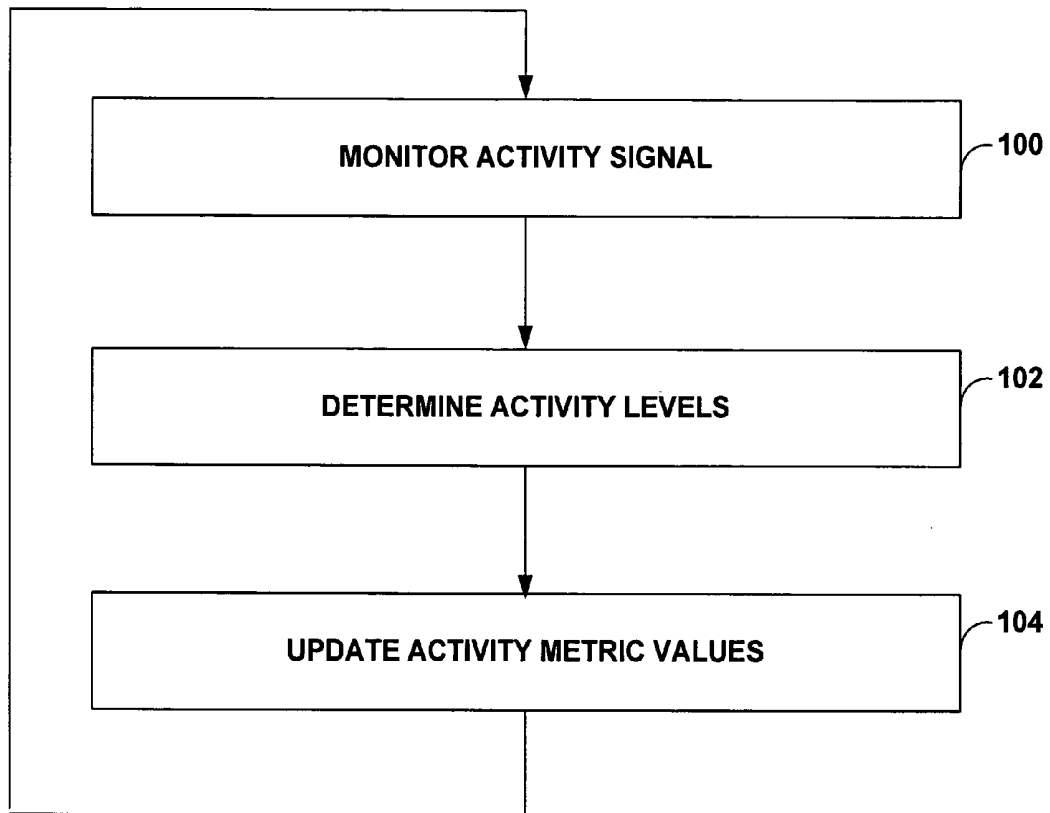 MONITOR ACTIVITY SIGNAL
100
DETERMINE ACTIVITY LEVELS
102
UPDATE ACTIVITY METRIC VALUES
104